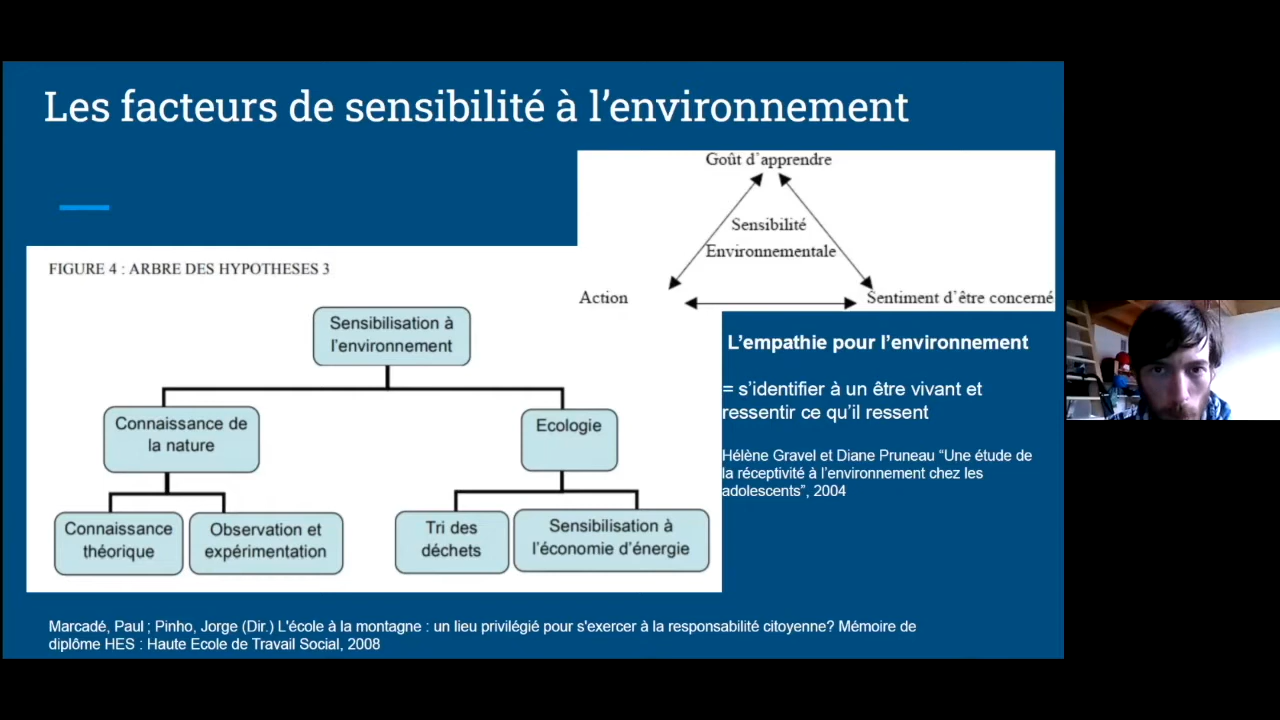 Les facteurs de sensibilité à l’environnement
Goût d’apprendre
Sensibilité
Environnementale
Action
Sentiment d’être concerné
FIGURE 4 : ARBRE DES HYPOTHESES 3
Sensibilisation à
l’environnement
Connaissance de
la nature
Ecologie
Connaissance
théorique
Observation et
expérimentation
Tri des
déchets
Sensibilisation à
l’économie d’énergie
L’empathie pour l’environnement
= s’identifier à un être vivant et
ressentir ce qu’il ressent
Hélène Gravel et Diane Pruneau “Une étude de
la réceptivité à l’environnement chez les
adolescents”, 2004
Marcadé, Paul ; Pinho, Jorge (Dir.) L'école à la montagne : un lieu privilégié pour s'exercer à la responsabilité citoyenne? Mémoire de
diplôme HES : Haute Ecole de Travail Social, 2008